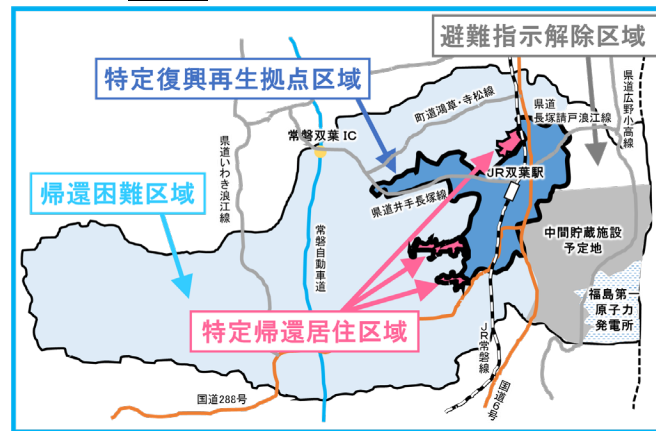 避難指示解除区域
特定復興再生拠点区域
町道鴻草・寺松線
県道
長塚請戸浪江線
県道広野小高線
常磐双葉IC
県道いわき浪江線
JR双葉駅
帰還困難区域
県道井手長塚線
常磐自動車道
中間貯蔵施設
予定地
福島第一
原子力
発電所
特定帰還居住区域
JR常磐線
国道6号
国道288号